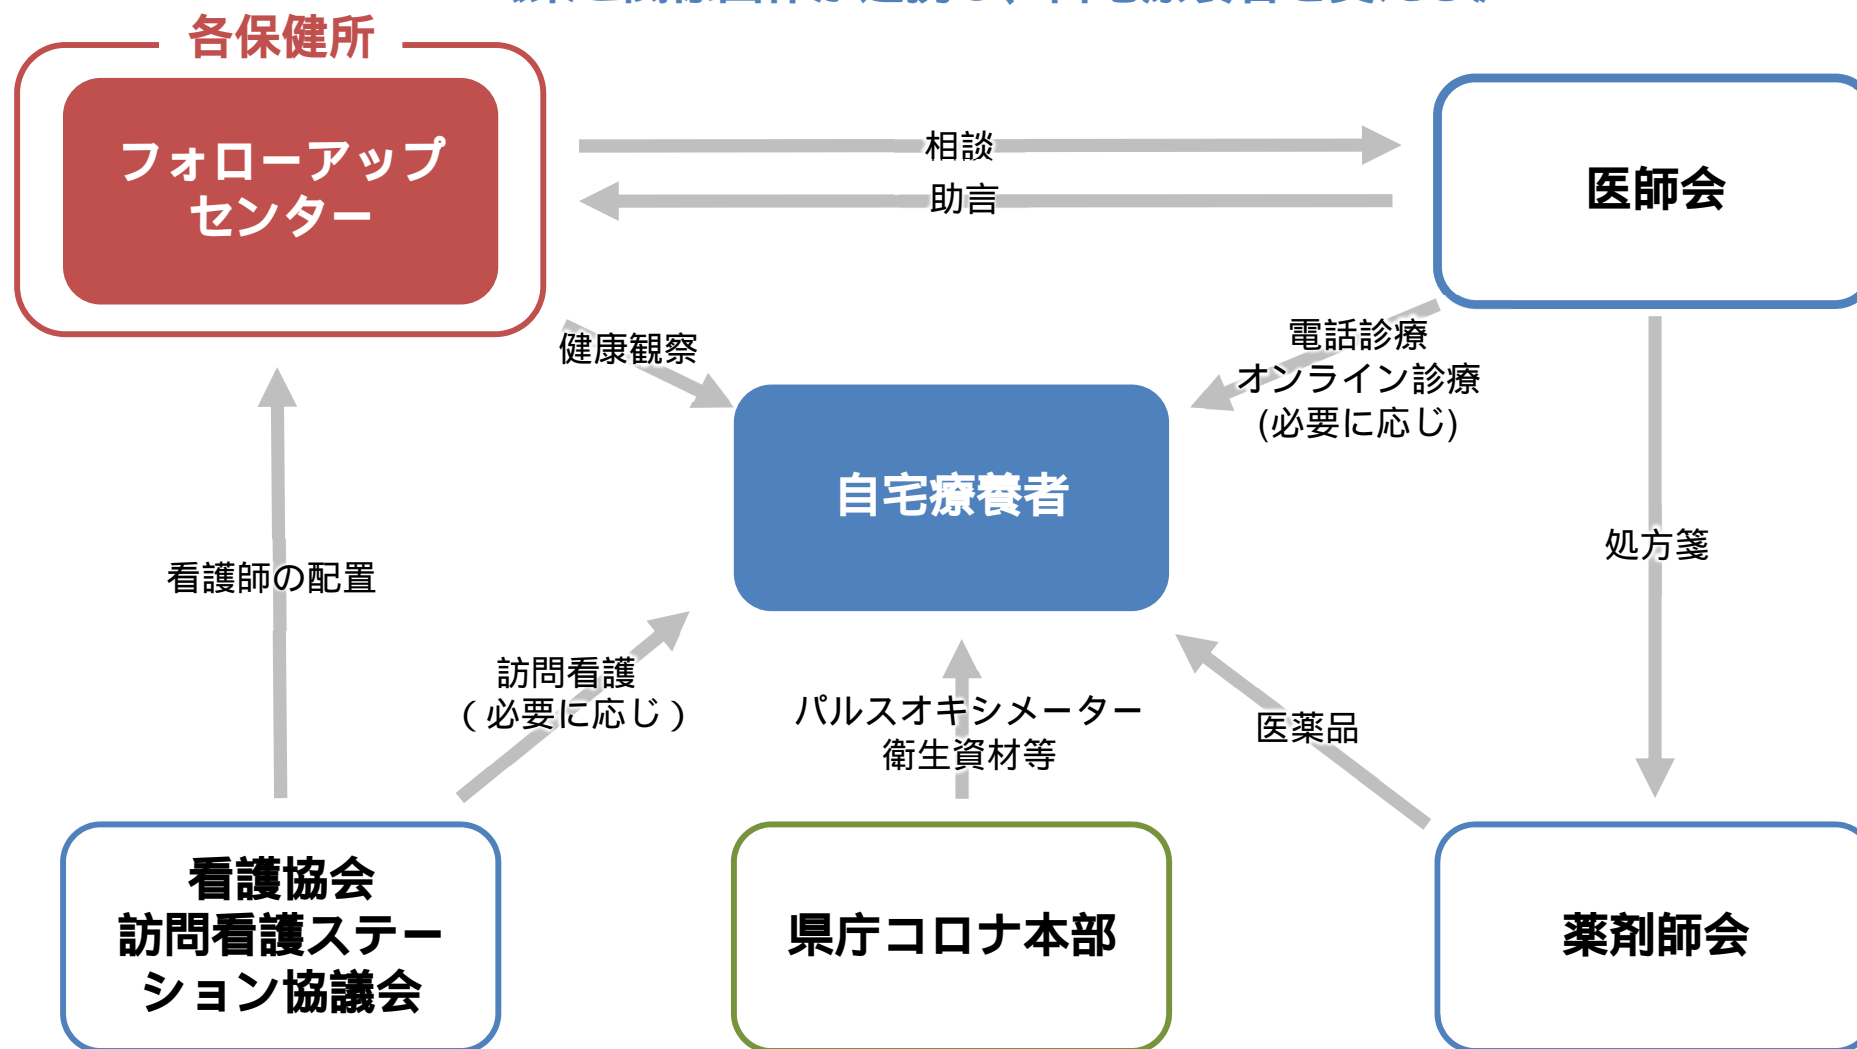 各保健所
フォローアップ
センター
相談
助言
医師会
健康観察
電話診療
オンライン診療
(必要に応じ)
自宅療養者
看護師の配置
処方箋
訪問看護
（必要に応じ）
パルスオキシメーター
衛生資材等
医薬品
看護協会
訪問看護ステー
ション協議会
県庁コロナ本部
薬剤師会